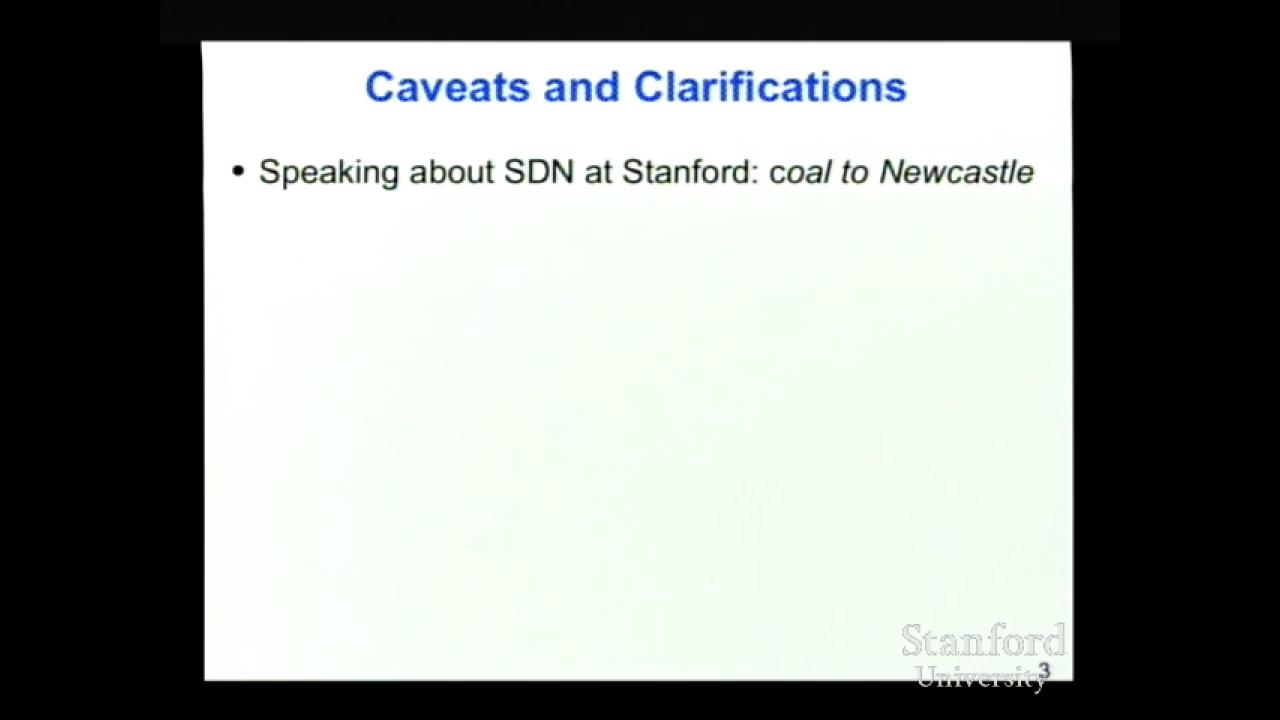 Caveats and Clarifications
• Speaking about SDN at Stanford: coal to Newcastle
Stanford
University
3